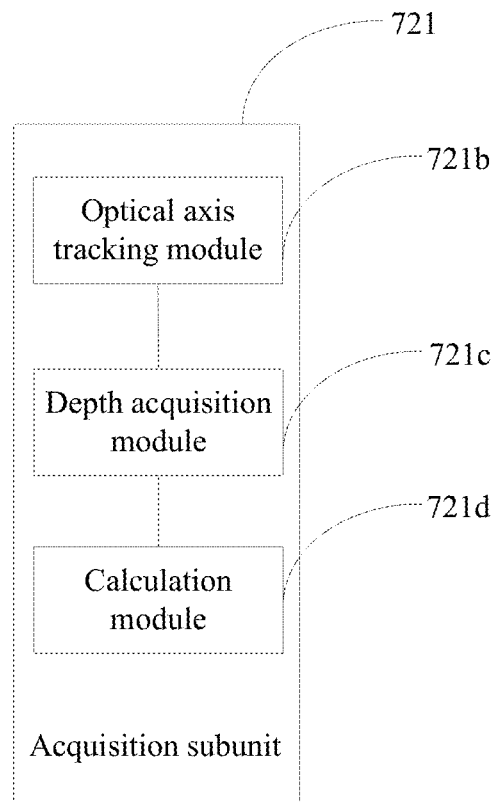 721
721b
Optical axis
tracking module
721c
Depth acquisition
module
721d
Calculation
module
Acquisition subunit